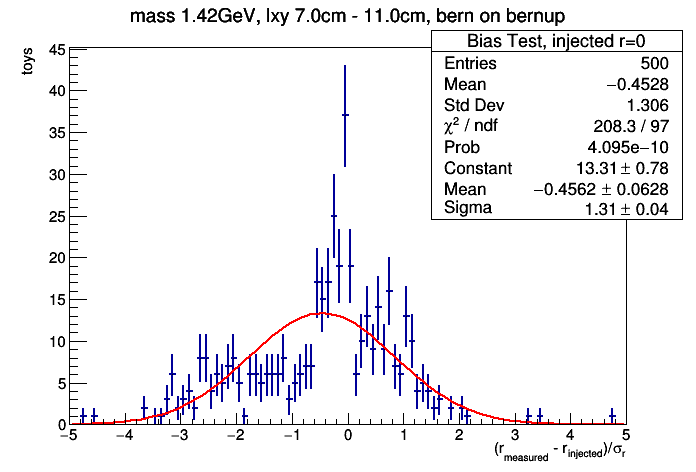 mass 1.42GeV, lxy 7.0cm - 11.0cm, bern on bernup
toys
Bias Test, injected r=0
Entries 500
Mean −0.4528
Std Dev 1.306
χ² / ndf 208.3 / 97
Prob 4.095e−10
Constant 13.31 ± 0.78
Mean −0.4562 ± 0.0628
Sigma 1.31 ± 0.04
45
40
35
30
25
20
15
10
5
0
−5 −4 −3 −2 −1 0 1 2 3 4 5
(r_measured - r_injected)/σ_r